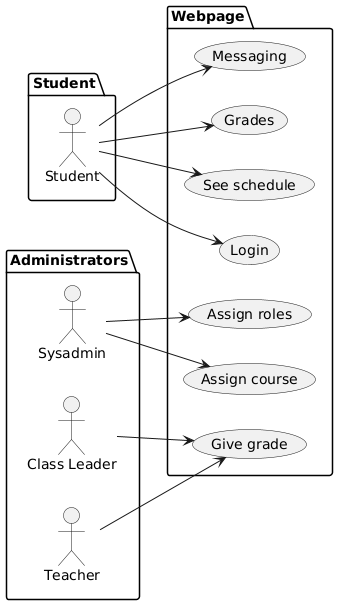 Webpage
Messaging
Student
Grades
Student
See schedule
Login
Administrators
Assign roles
Sysadmin
Assign course
Give grade
Class Leader
Teacher